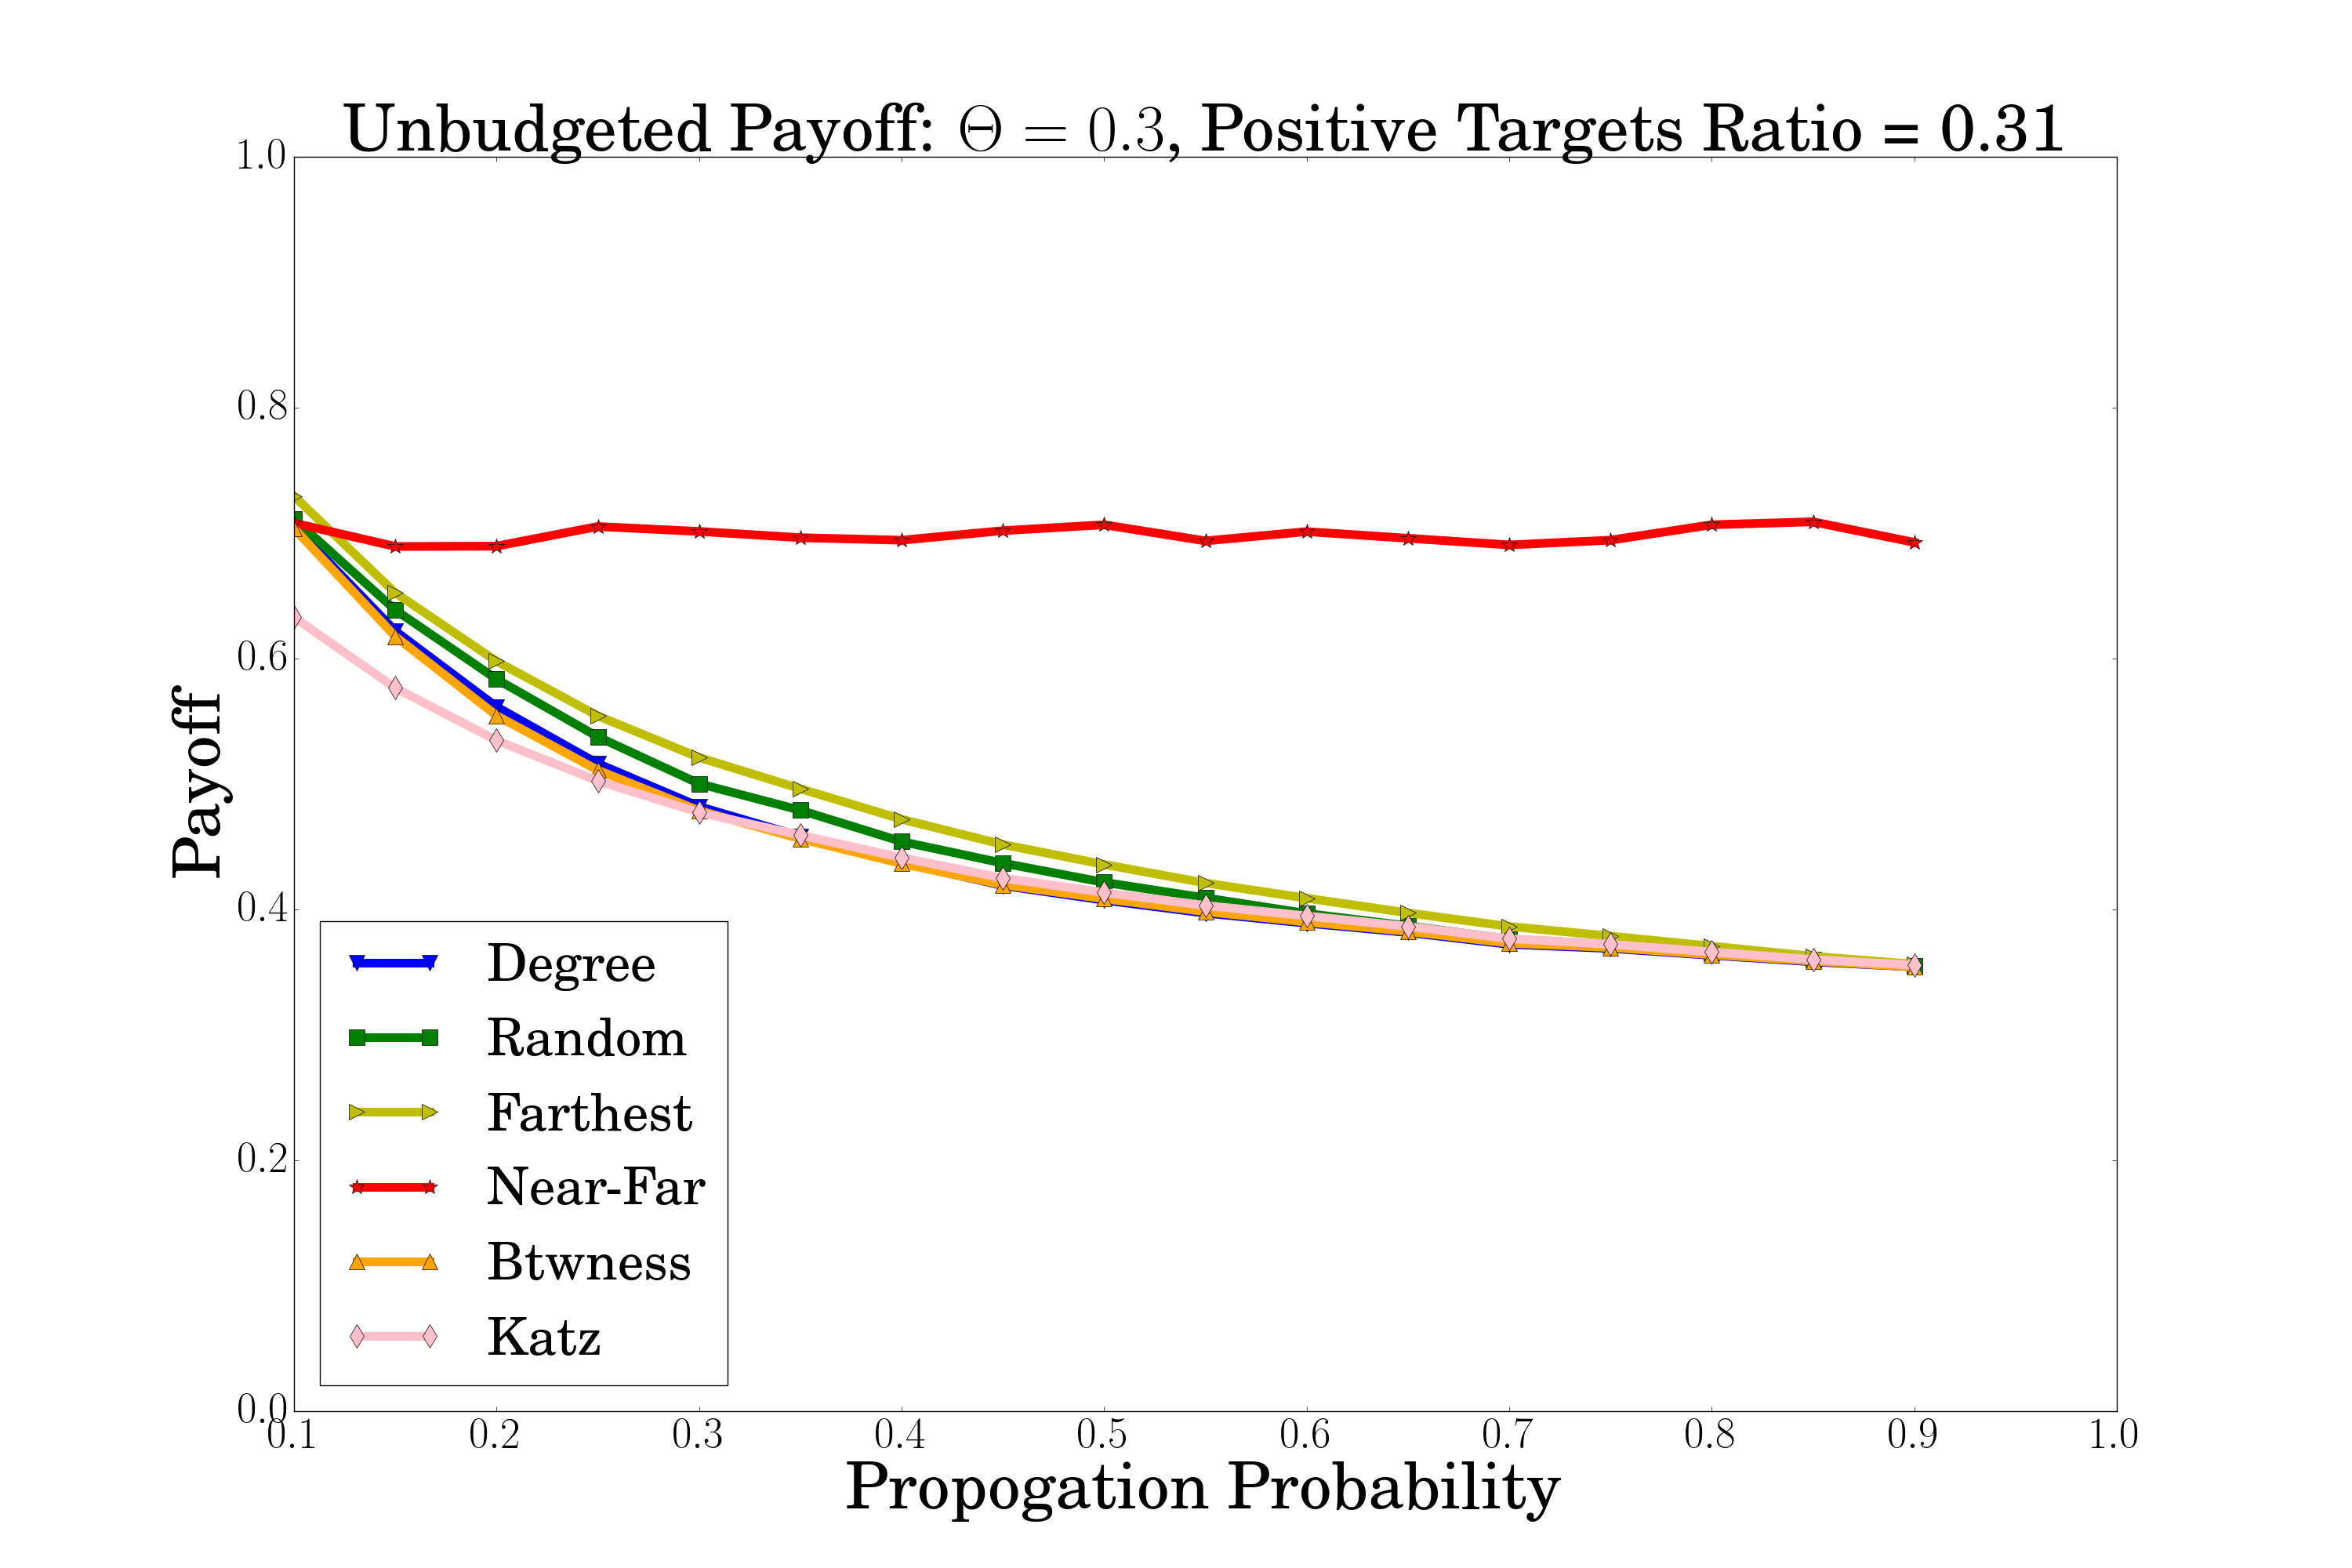 Unbudgeted Payoff: Θ = 0.3, Positive Targets Ratio = 0.31
1.0
0.8
0.6
0.4
0.2
0.0
Payoff
Degree
Random
Farthest
Near-Far
Btwness
Katz
0.1 0.2 0.3 0.4 0.5 0.6 0.7 0.8 0.9 1.0
Propogation Probability